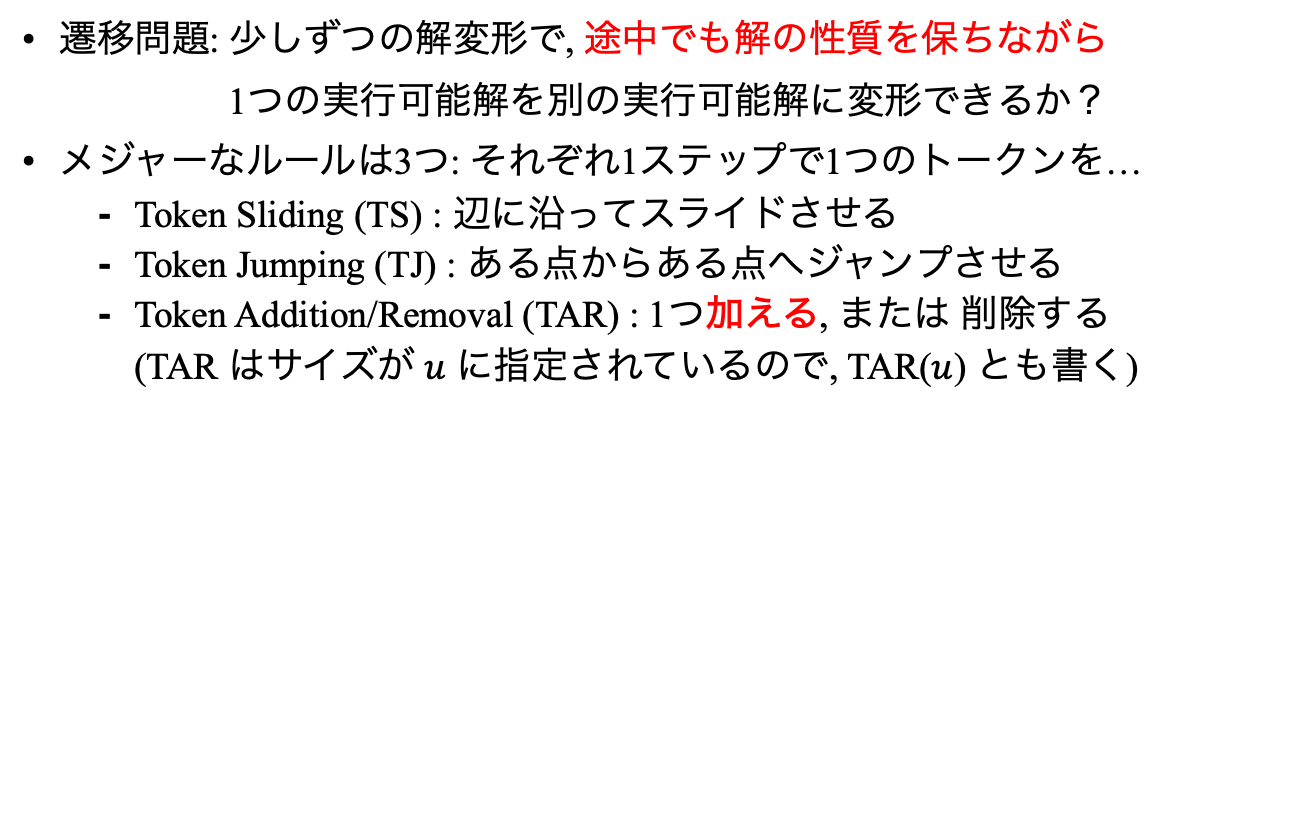 • 遷移問題: 少しずつの解変形で, 途中でも解の性質を保ちながら
1つの実行可能解を別の実行可能解に変形できるか？
• メジャーなルールは3つ: それぞれ1ステップで1つのトークンを…
- Token Sliding (TS) : 辺に沿ってスライドさせる
- Token Jumping (TJ) : ある点からある点へジャンプさせる
- Token Addition/Removal (TAR) : 1つ加える, または 削除する
(TAR はサイズが u に指定されているので, TAR(u) とも書く)